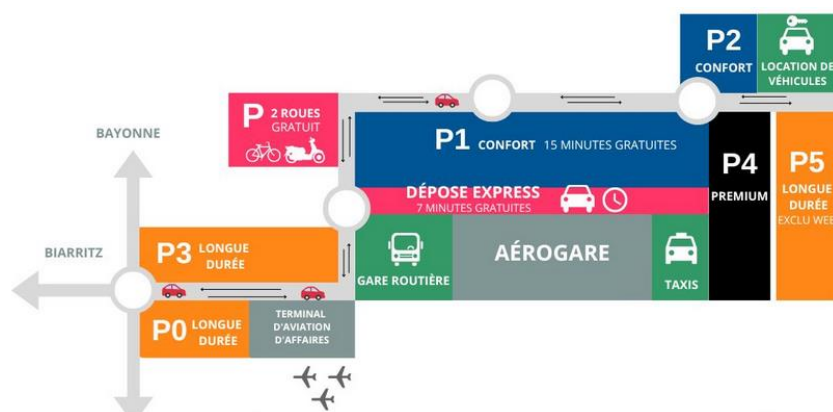 P2
CONFORT
LOCATION DE
VÉHICULES
P 2 ROUES
GRATUIT
BAYONNE
P1 CONFORT 15 MINUTES GRATUITES
P4
PREMIUM
P5
LONGUE
DURÉE
EXCLU WEB
DÉPOSE EXPRESS
7 MINUTES GRATUITES
BIARRITZ
P3 LONGUE
DURÉE
GARE ROUTIÈRE
AÉROGARE
TAXIS
P0 LONGUE
DURÉE
TERMINAL
D'AVIATION
D'AFFAIRES